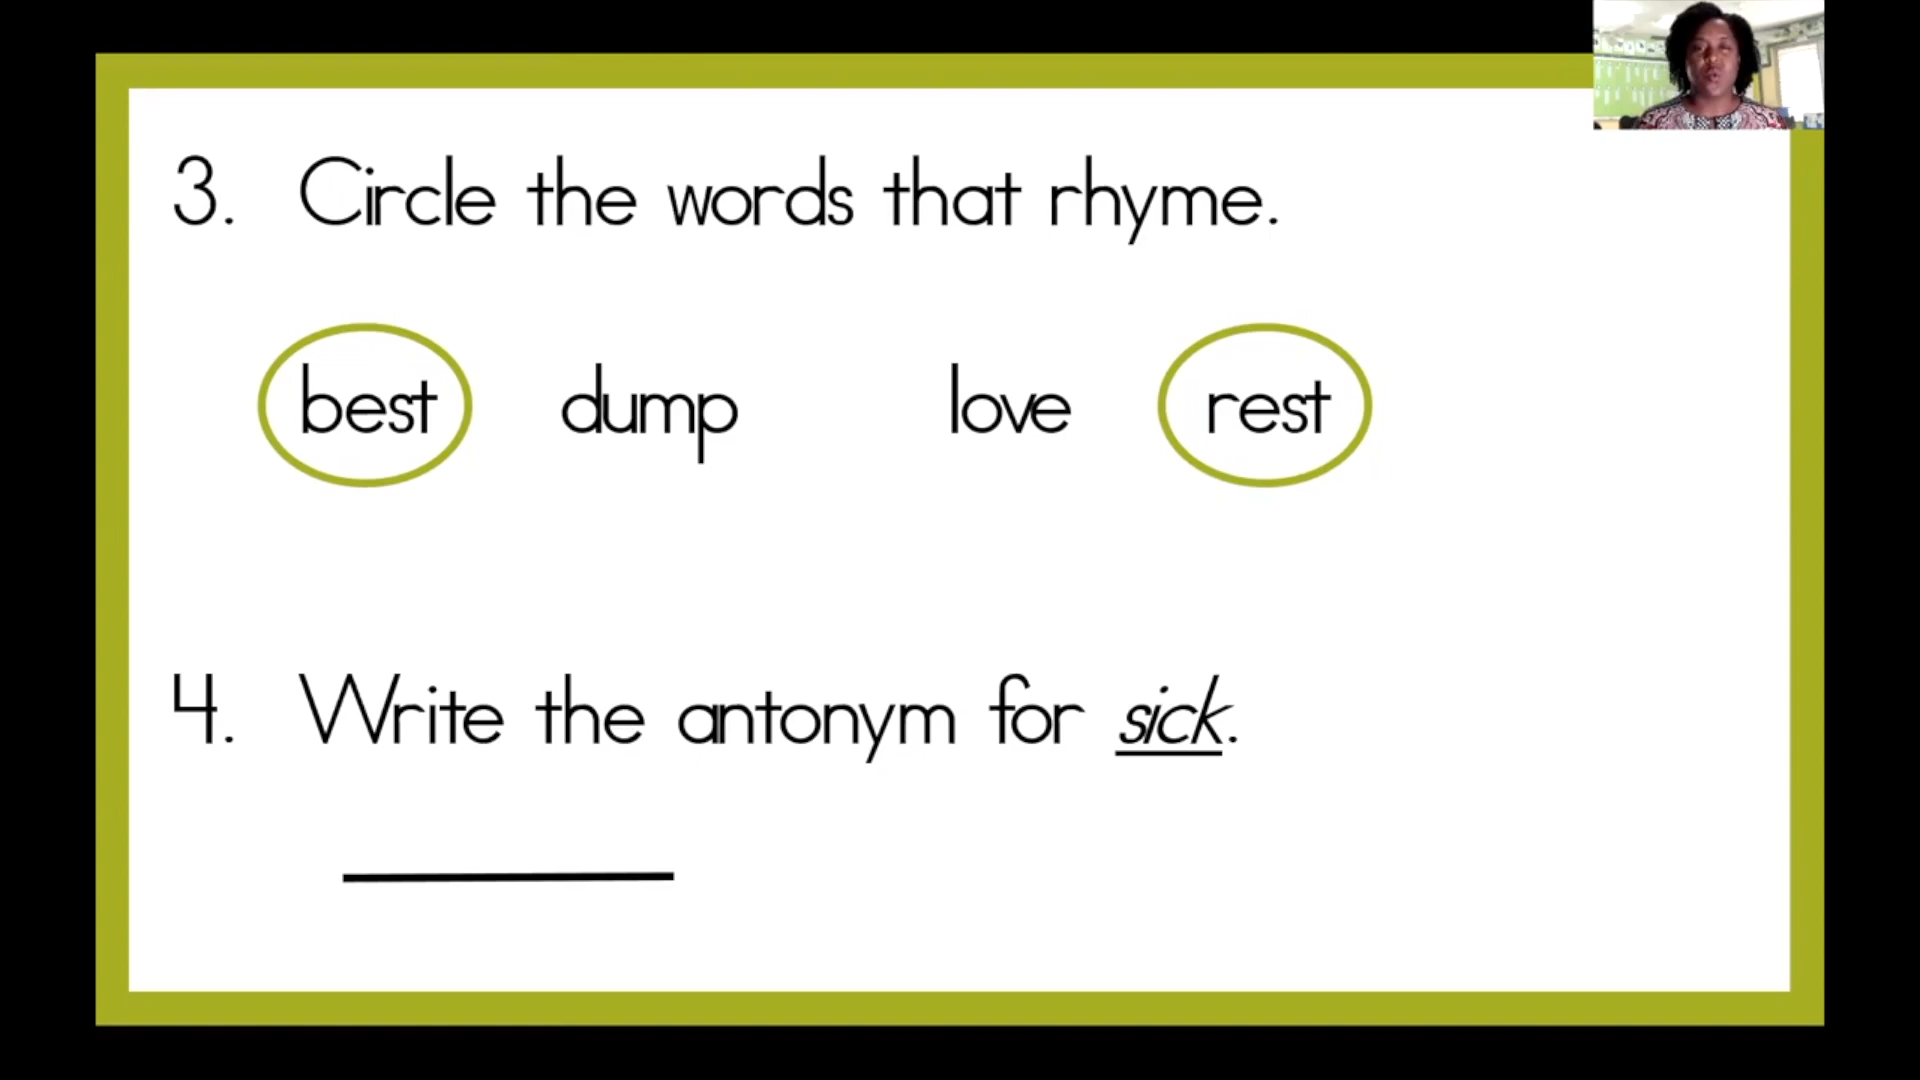 3. Circle the words that rhyme.
best dump love rest
4. Write the antonym for sick.